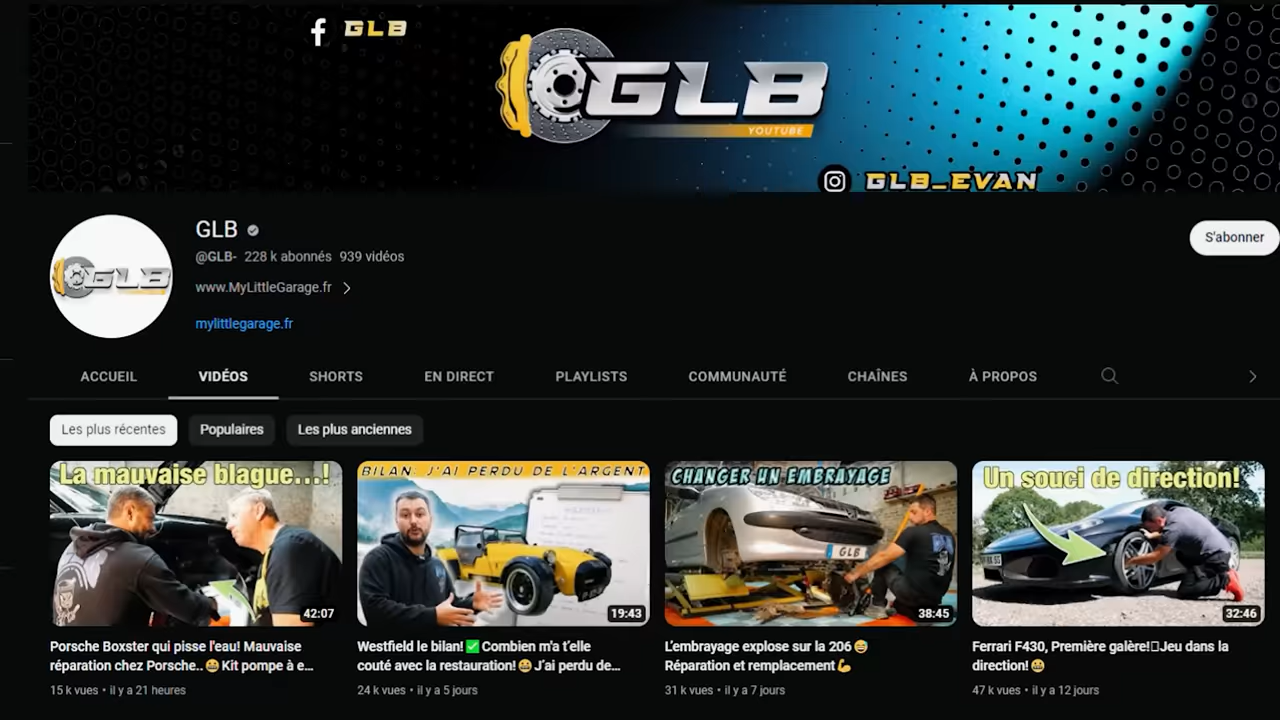 GLB
GLB
YOUTUBE
GLB_EVAN
GLB
GLB
@GLB- 228 k abonnés 939 vidéos
S'abonner
www.MyLittleGarage.fr
mylittlegarage.fr
ACCUEIL VIDÉOS SHORTS EN DIRECT PLAYLISTS COMMUNAUTÉ CHAÎNES À PROPOS
Les plus récentes Populaires Les plus anciennes
La mauvaise blague...!
42:07
BILAN: J'AI PERDU DE L'ARGENT
19:43
CHANGER UN EMBRAYAGE
GLB
38:45
Un souci de direction!
32:46
Porsche Boxster qui pisse l'eau! Mauvaise
réparation chez Porsche..😬Kit pompe à e...
15 k vues • il y a 21 heures
Westfield le bilan! ✅ Combien m'a t'elle
couté avec la restauration!😬J'ai perdu de...
24 k vues • il y a 5 jours
L'embrayage explose sur la 206😅
Réparation et remplacement💪
31 k vues • il y a 7 jours
Ferrari F430, Première galère!▯Jeu dans la
direction!😬
47 k vues • il y a 12 jours